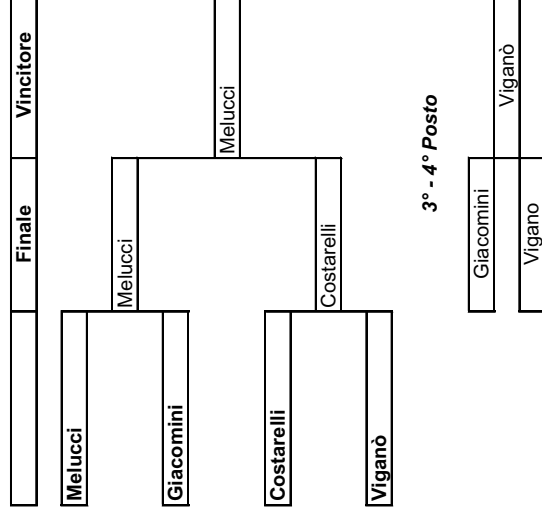 Finale
Vincitore
Melucci
Melucci
Melucci
Giacomini
Costarelli
Costarelli
Viganò
3° - 4° Posto
Giacomini
Viganò
Vigano